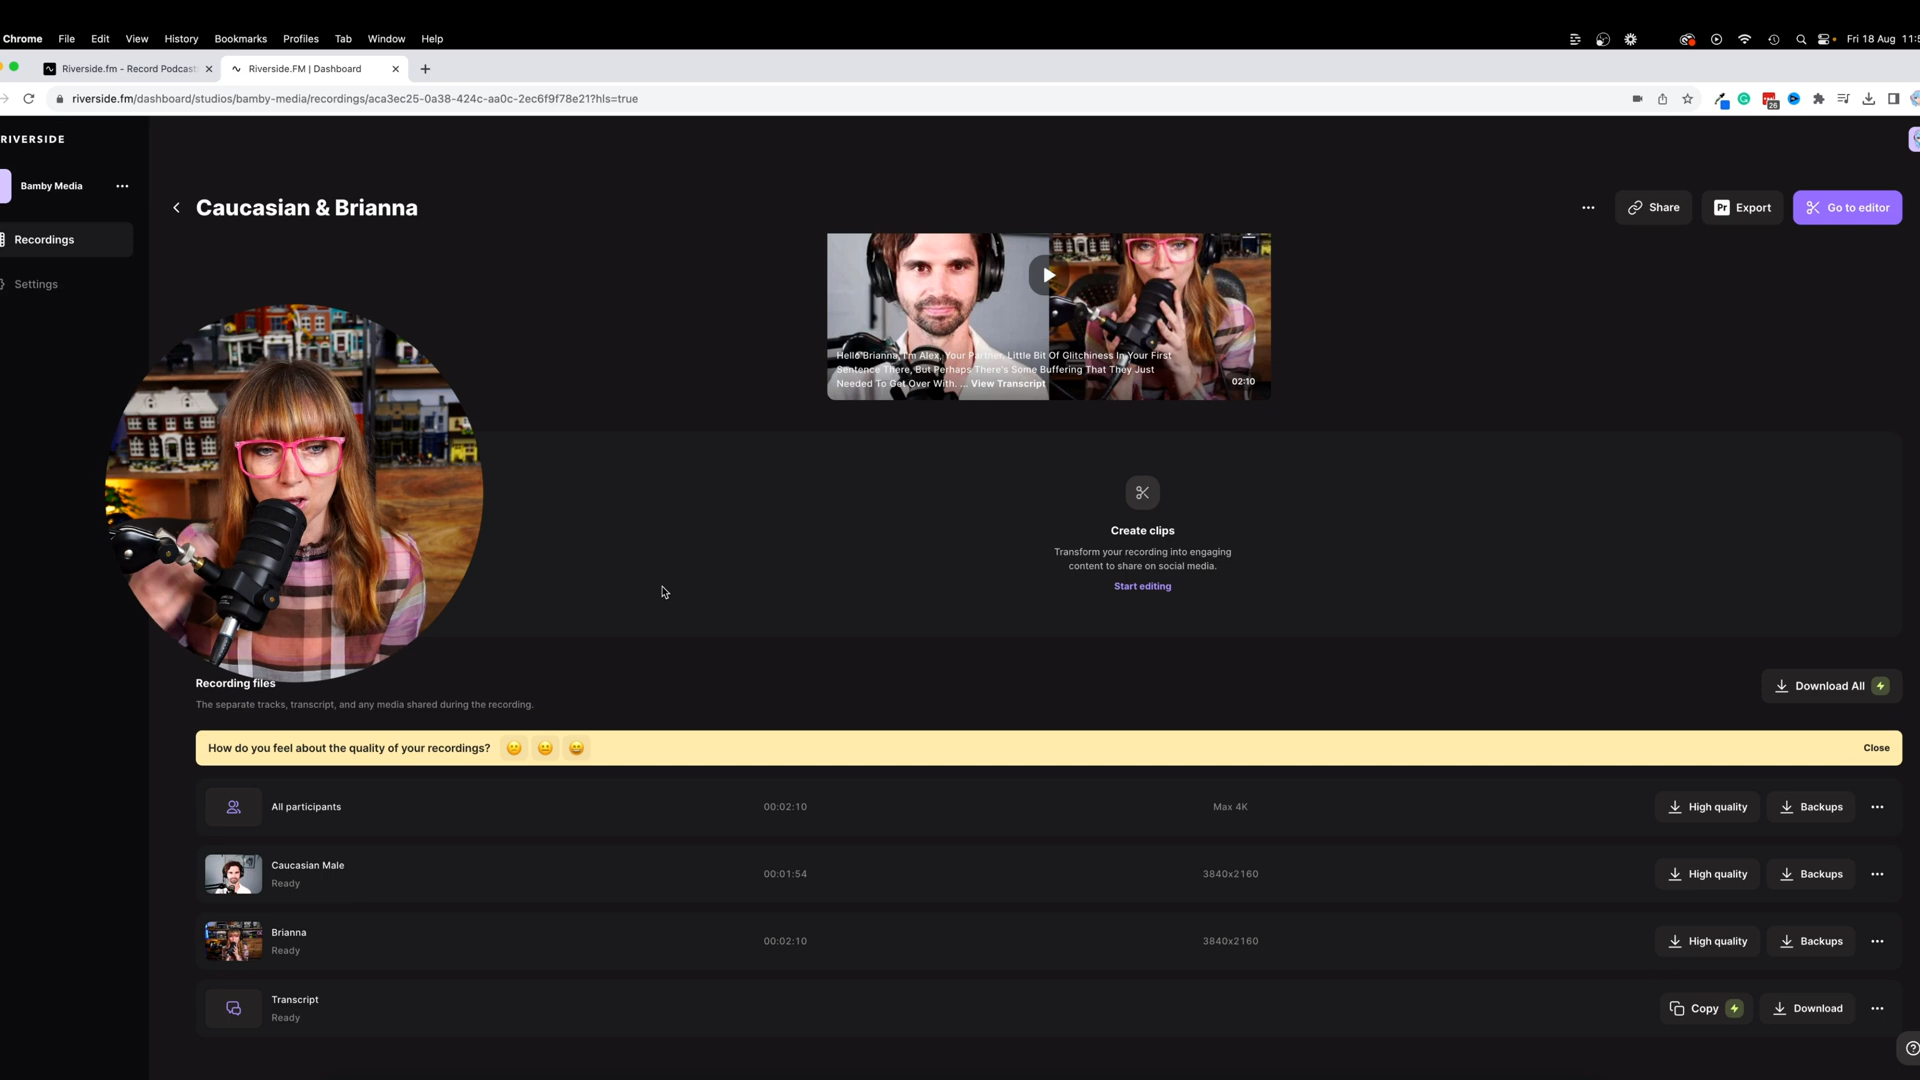 Chrome File Edit View History Bookmarks Profiles Tab Window Help
Fri 18 Aug
Riverside.fm - Record Podcast
Riverside.FM | Dashboard
riverside.fm/dashboard/studios/bamby-media/recordings/aca3ec25-0a38-424c-aa0c-2ec6f9f78e21?hls=true
26
RIVERSIDE
Bamby Media
Recordings
Settings
Caucasian & Brianna
Share
Pr Export
Go to editor
Hello Brianna, I'm Alex, Your Partner. Little Bit Of Glitchiness In Your First
Sentence There, But Perhaps There's Some Buffering That They Just
Needed To Get Over With. ... View Transcript
02:10
Create clips
Transform your recording into engaging
content to share on social media.
Start editing
Recording files
The separate tracks, transcript, and any media shared during the recording.
Download All
How do you feel about the quality of your recordings?
Close
All participants 00:02:10 Max 4K High quality Backups
Caucasian Male
Ready
00:01:54 3840x2160 High quality Backups
Brianna
Ready
00:02:10 3840x2160 High quality Backups
Transcript
Ready
Copy Download